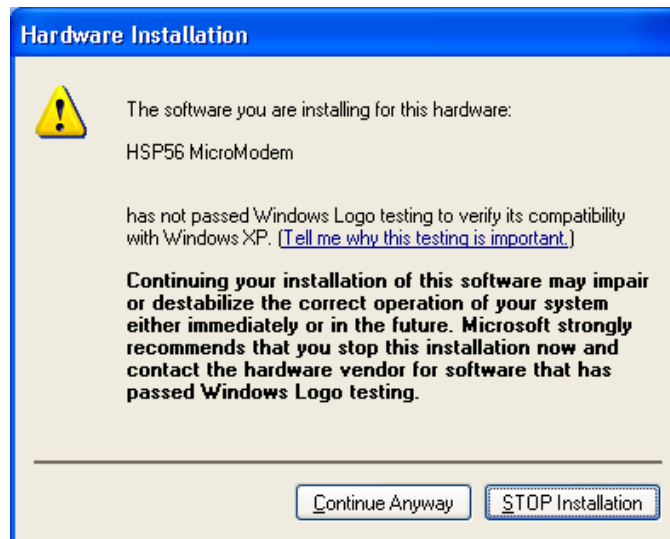 Hardware Installation
The software you are installing for this hardware:
HSP56 MicroModem
has not passed Windows Logo testing to verify its compatibility
with Windows XP. (Tell me why this testing is important.)
Continuing your installation of this software may impair
or destabilize the correct operation of your system
either immediately or in the future. Microsoft strongly
recommends that you stop this installation now and
contact the hardware vendor for software that has
passed Windows Logo testing.
Continue Anyway
STOP Installation